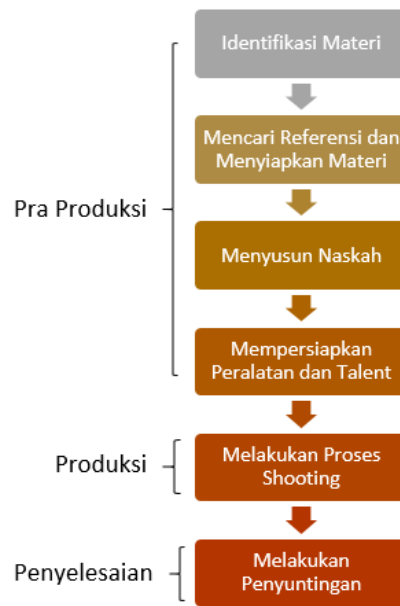 Identifikasi Materi
Mencari Referensi dan
Menyiapkan Materi
Pra Produksi
Menyusun Naskah
Mempersiapkan
Peralatan dan Talent
Produksi
Melakukan Proses
Shooting
Penyelesaian
Melakukan
Penyuntingan